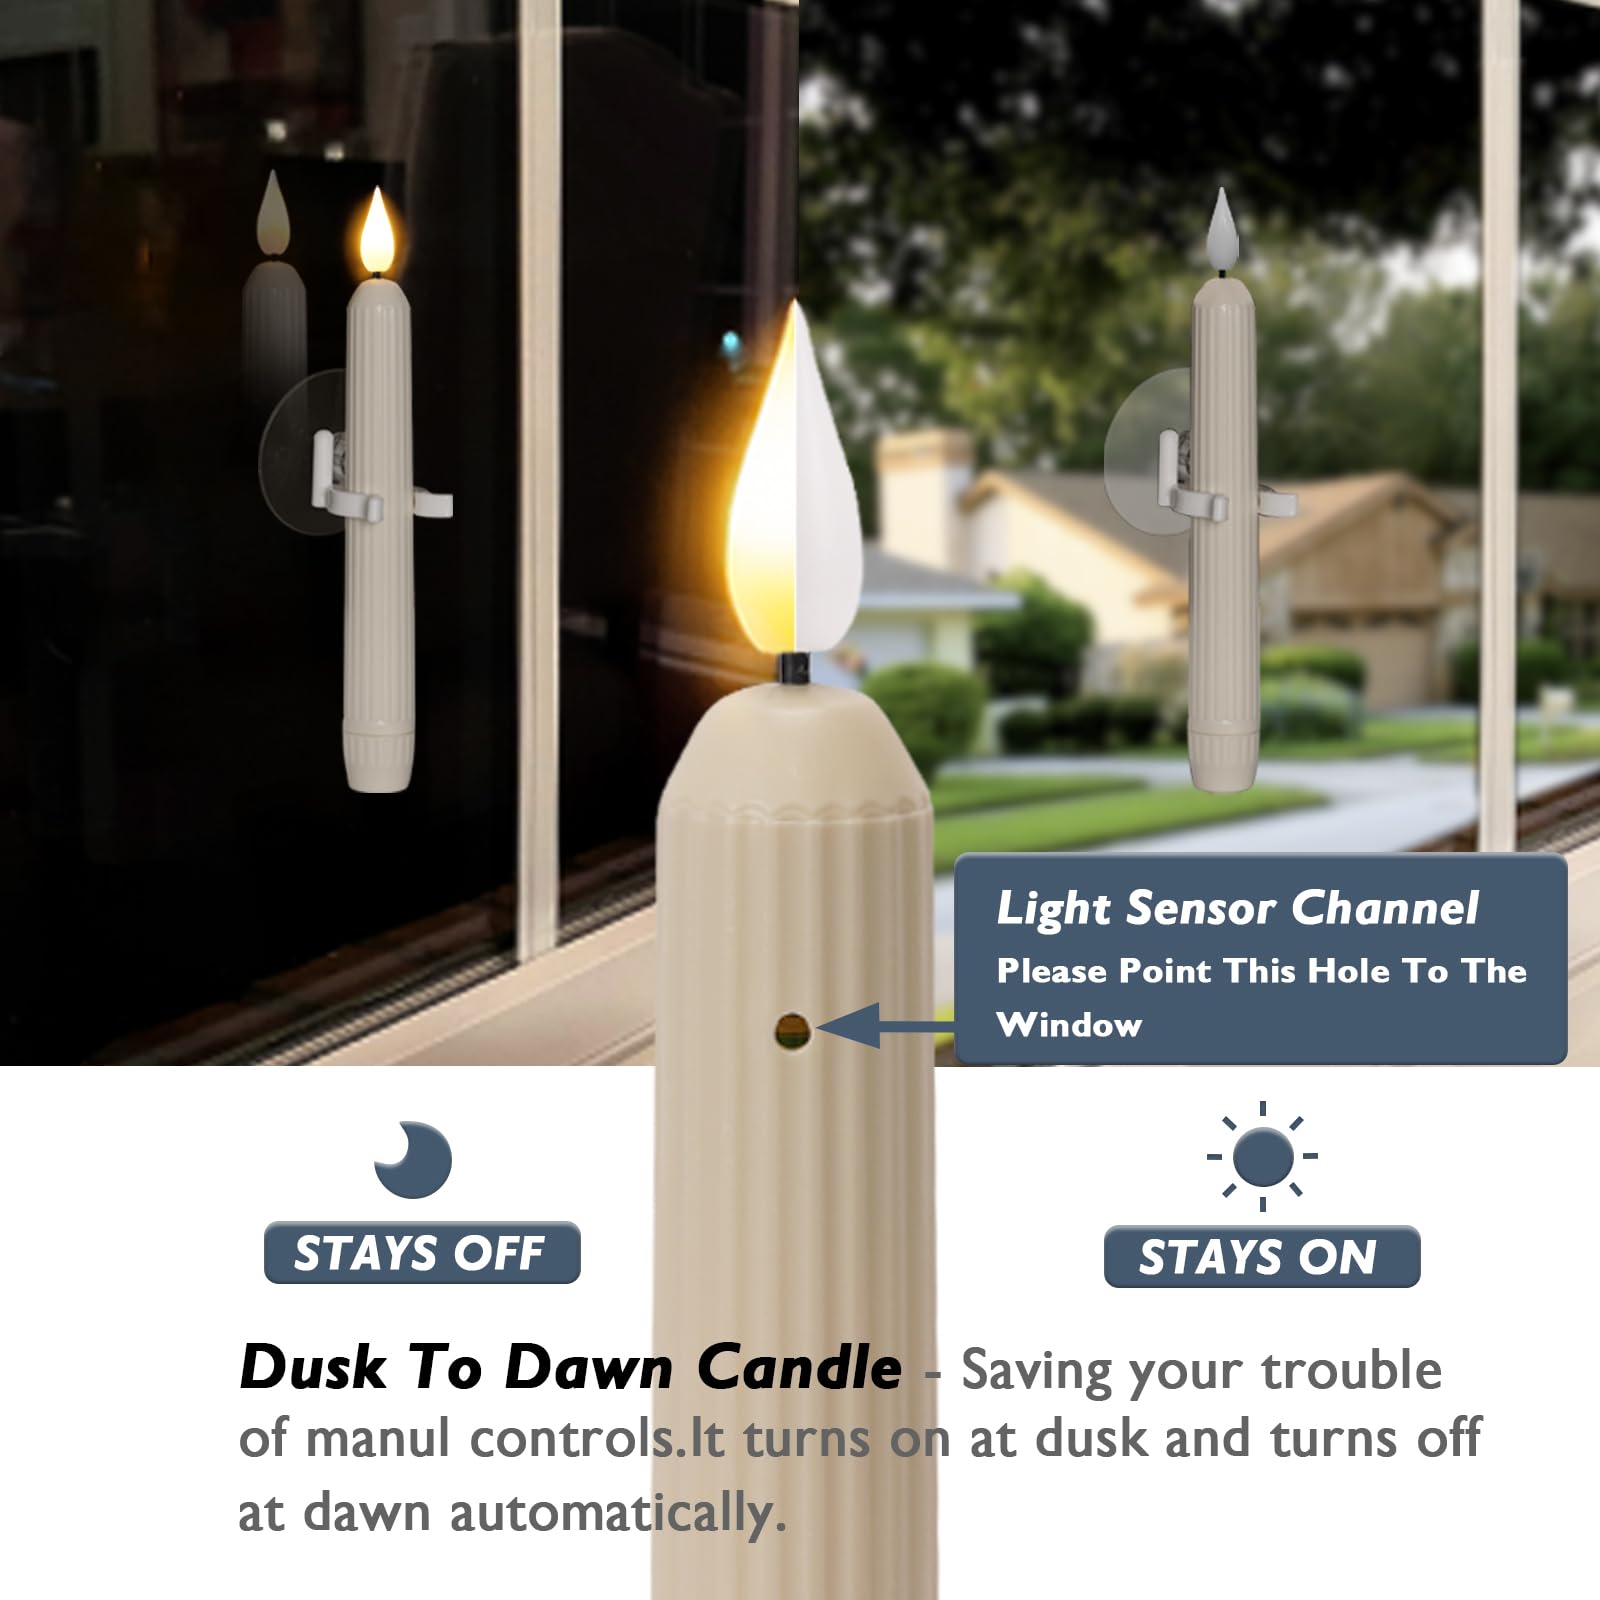 Light Sensor Channel
Please Point This Hole To The
Window
STAYS OFF
STAYS ON
Dusk To Dawn Candle - Saving your trouble
of manul controls.It turns on at dusk and turns off
at dawn automatically.